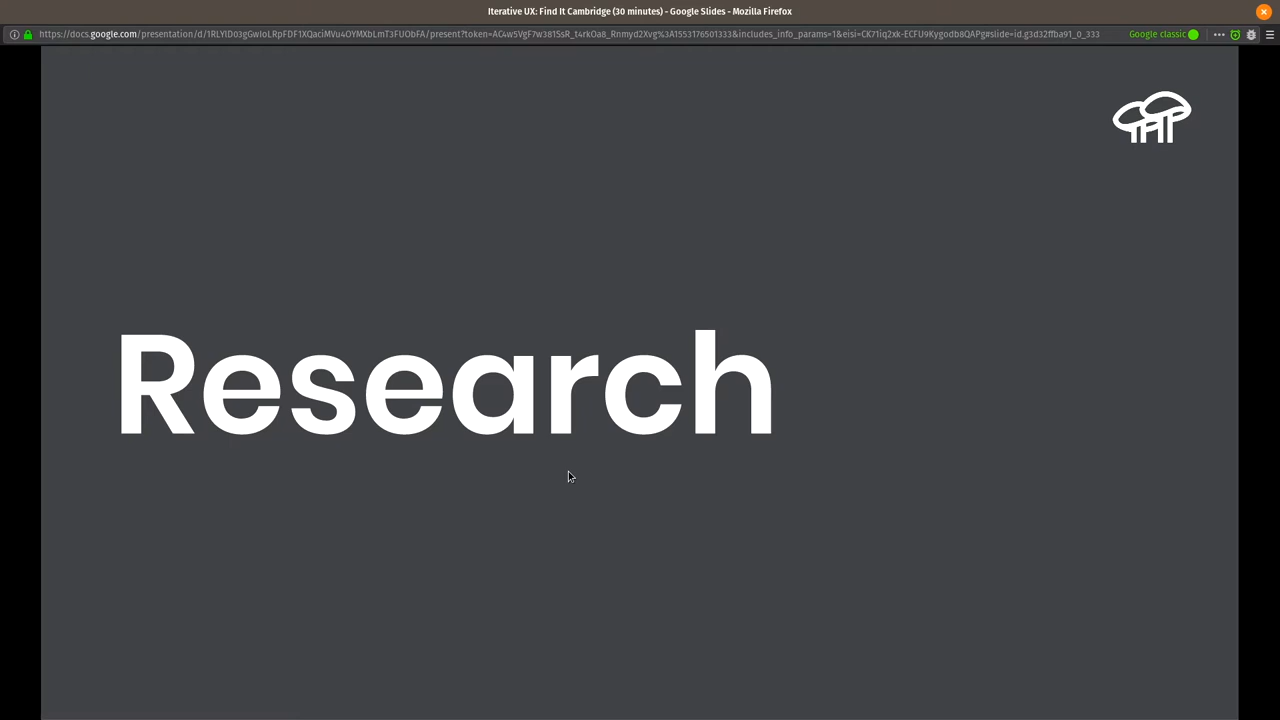 Iterative UX: Find It Cambridge (30 minutes) - Google Slides - Mozilla Firefox
Google classic
Research